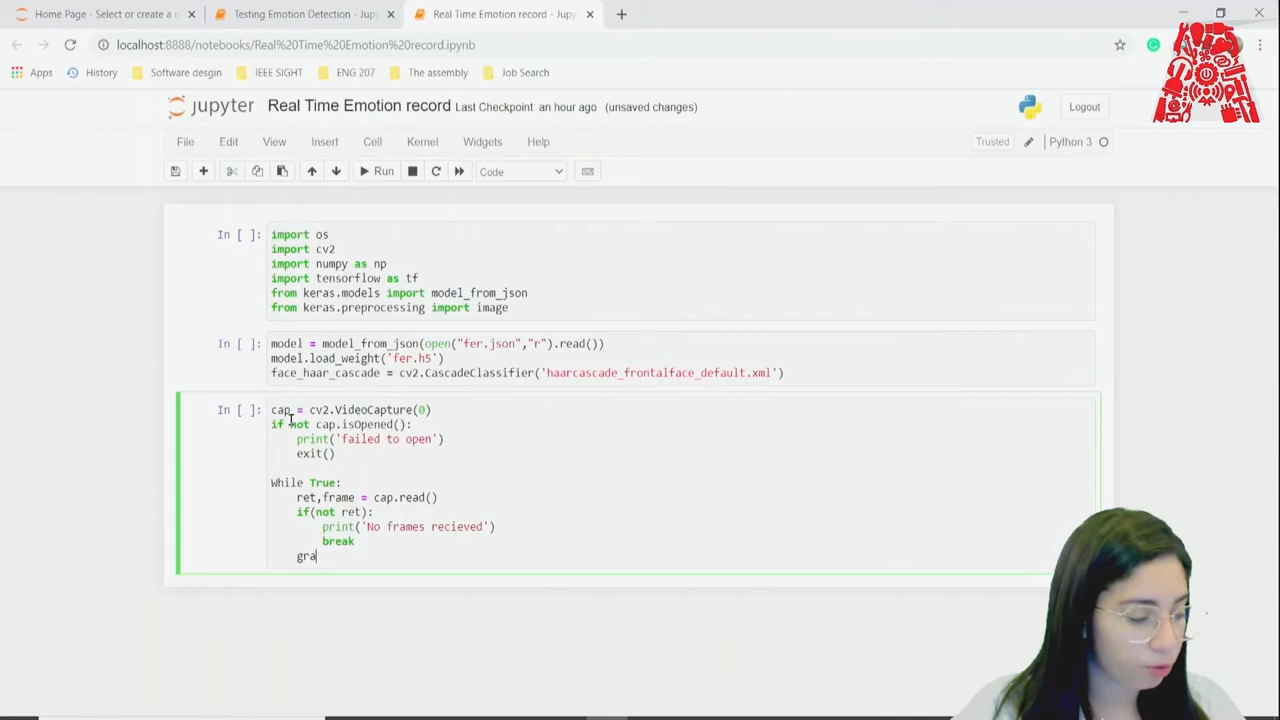 Home Page - Select or create a n
Testing Emotion Detection - Jup
Real Time Emotion record - Jupy
localhost:8888/notebooks/Real%20Time%20Emotion%20record.ipynb
Apps
History
Software desgin
IEEE SIGHT
ENG 207
The assembly
Job Search
jupyter
Real Time Emotion record Last Checkpoint an hour ago (unsaved changes)
Logout
File
Edit
View
Insert
Cell
Kernel
Widgets
Help
Trusted
Python 3
Run
Code
In [ ]:
import os
import cv2
import numpy as np
import tensorflow as tf
from keras.models import model_from_json
from keras.preprocessing import image
In [ ]:
model = model_from_json(open("fer.json","r").read())
model.load_weight('fer.h5')
face_haar_cascade = cv2.CascadeClassifier('haarcascade_frontalface_default.xml')
In [ ]:
cap = cv2.VideoCapture(0)
if not cap.isOpened():
print('failed to open')
exit()
While True:
ret,frame = cap.read()
if(not ret):
print('No frames recieved')
break
gra